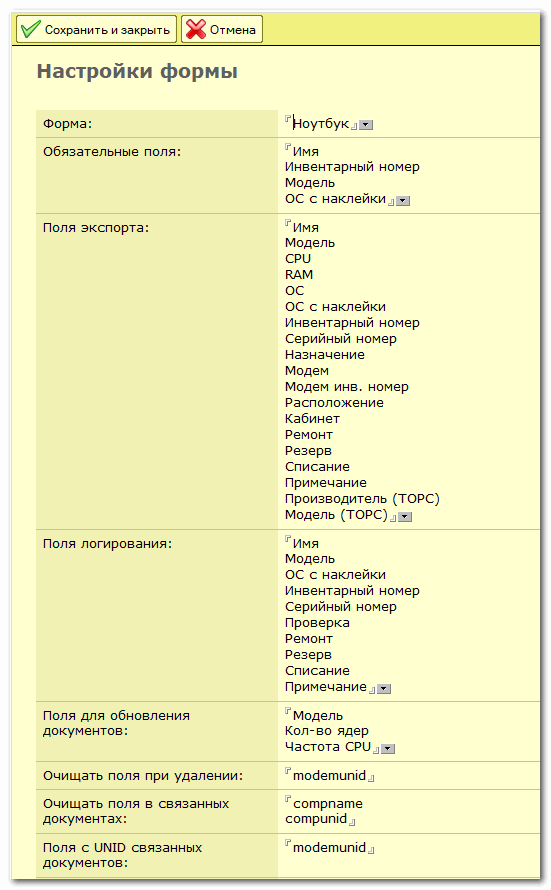 Сохранить и закрыть Отмена
Настройки формы
Форма: Ноутбук
Обязательные поля: Имя
Инвентарный номер
Модель
ОС с наклейки
Поля экспорта: Имя
Модель
CPU
RAM
ОС
ОС с наклейки
Инвентарный номер
Серийный номер
Назначение
Модем
Модем инв. номер
Расположение
Кабинет
Ремонт
Резерв
Списание
Примечание
Производитель (ТОРС)
Модель (ТОРС)
Поля логирования: Имя
Модель
ОС с наклейки
Инвентарный номер
Серийный номер
Проверка
Ремонт
Резерв
Списание
Примечание
Поля для обновления Модель
документов: Кол-во ядер
Частота CPU
Очищать поля при удалении: modemunid
Очищать поля в связанных compname
документах: compunid
Поля с UNID связанных modemunid
документов: